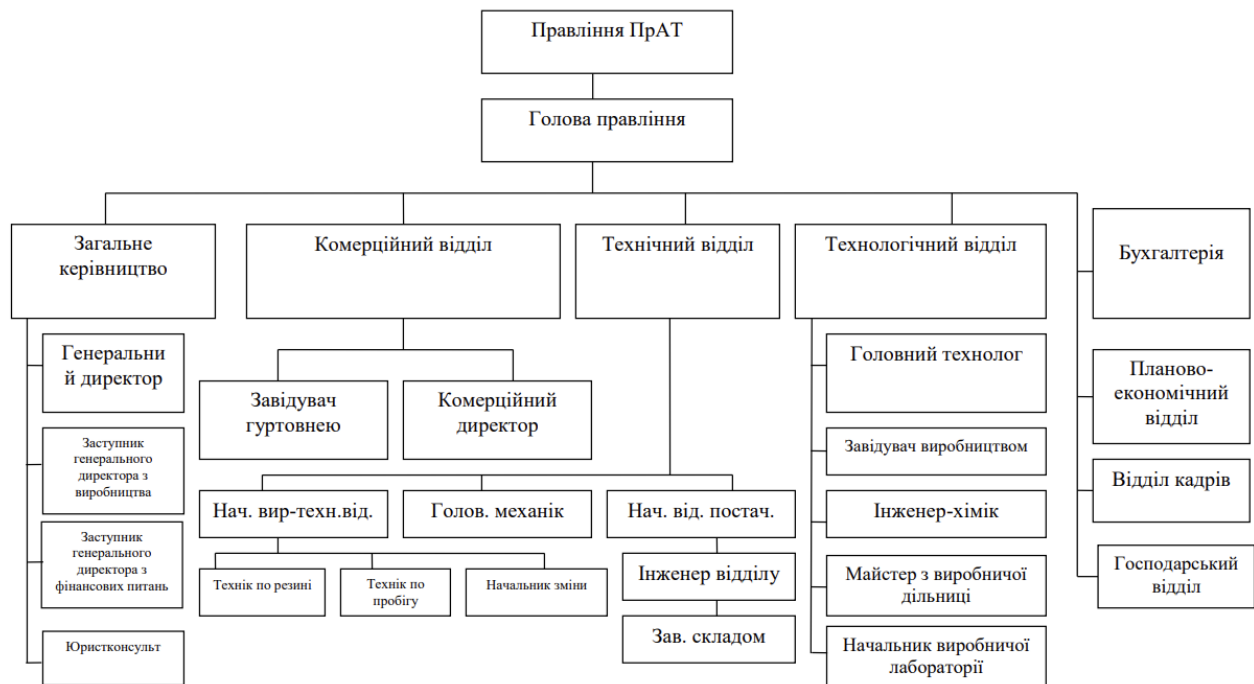 Правління ПрАТ
Голова правління
Загальне
керівництво
Комерційний відділ
Технічний відділ
Технологічний відділ
Бухгалтерія
Генеральни
й директор
Заступник
генерального
директора з
виробництва
Заступник
генерального
директора з
фінансових питань
Юристконсульт
Завідувач
гуртовнею
Комерційний
директор
Нач. вир-техн.від.
Голов. механік
Нач. від. постач.
Технік по резині
Технік по
пробігу
Начальник зміни
Інженер відділу
Зав. складом
Головний технолог
Завідувач виробництвом
Інженер-хімік
Майстер з виробничої
дільниці
Начальник виробничої
лабораторії
Планово-
економічний
відділ
Відділ кадрів
Господарський
відділ